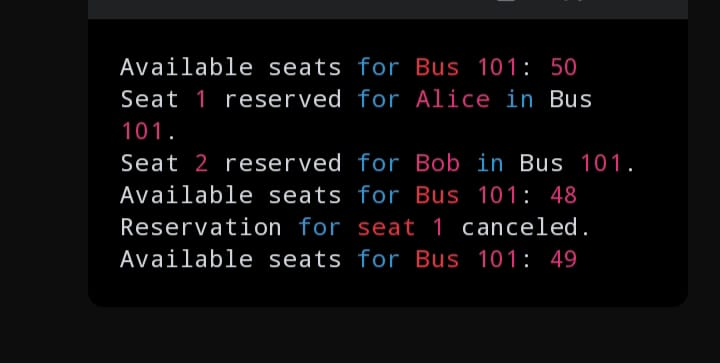 Available seats for Bus 101: 50
Seat 1 reserved for Alice in Bus
101.
Seat 2 reserved for Bob in Bus 101.
Available seats for Bus 101: 48
Reservation for seat 1 canceled.
Available seats for Bus 101: 49